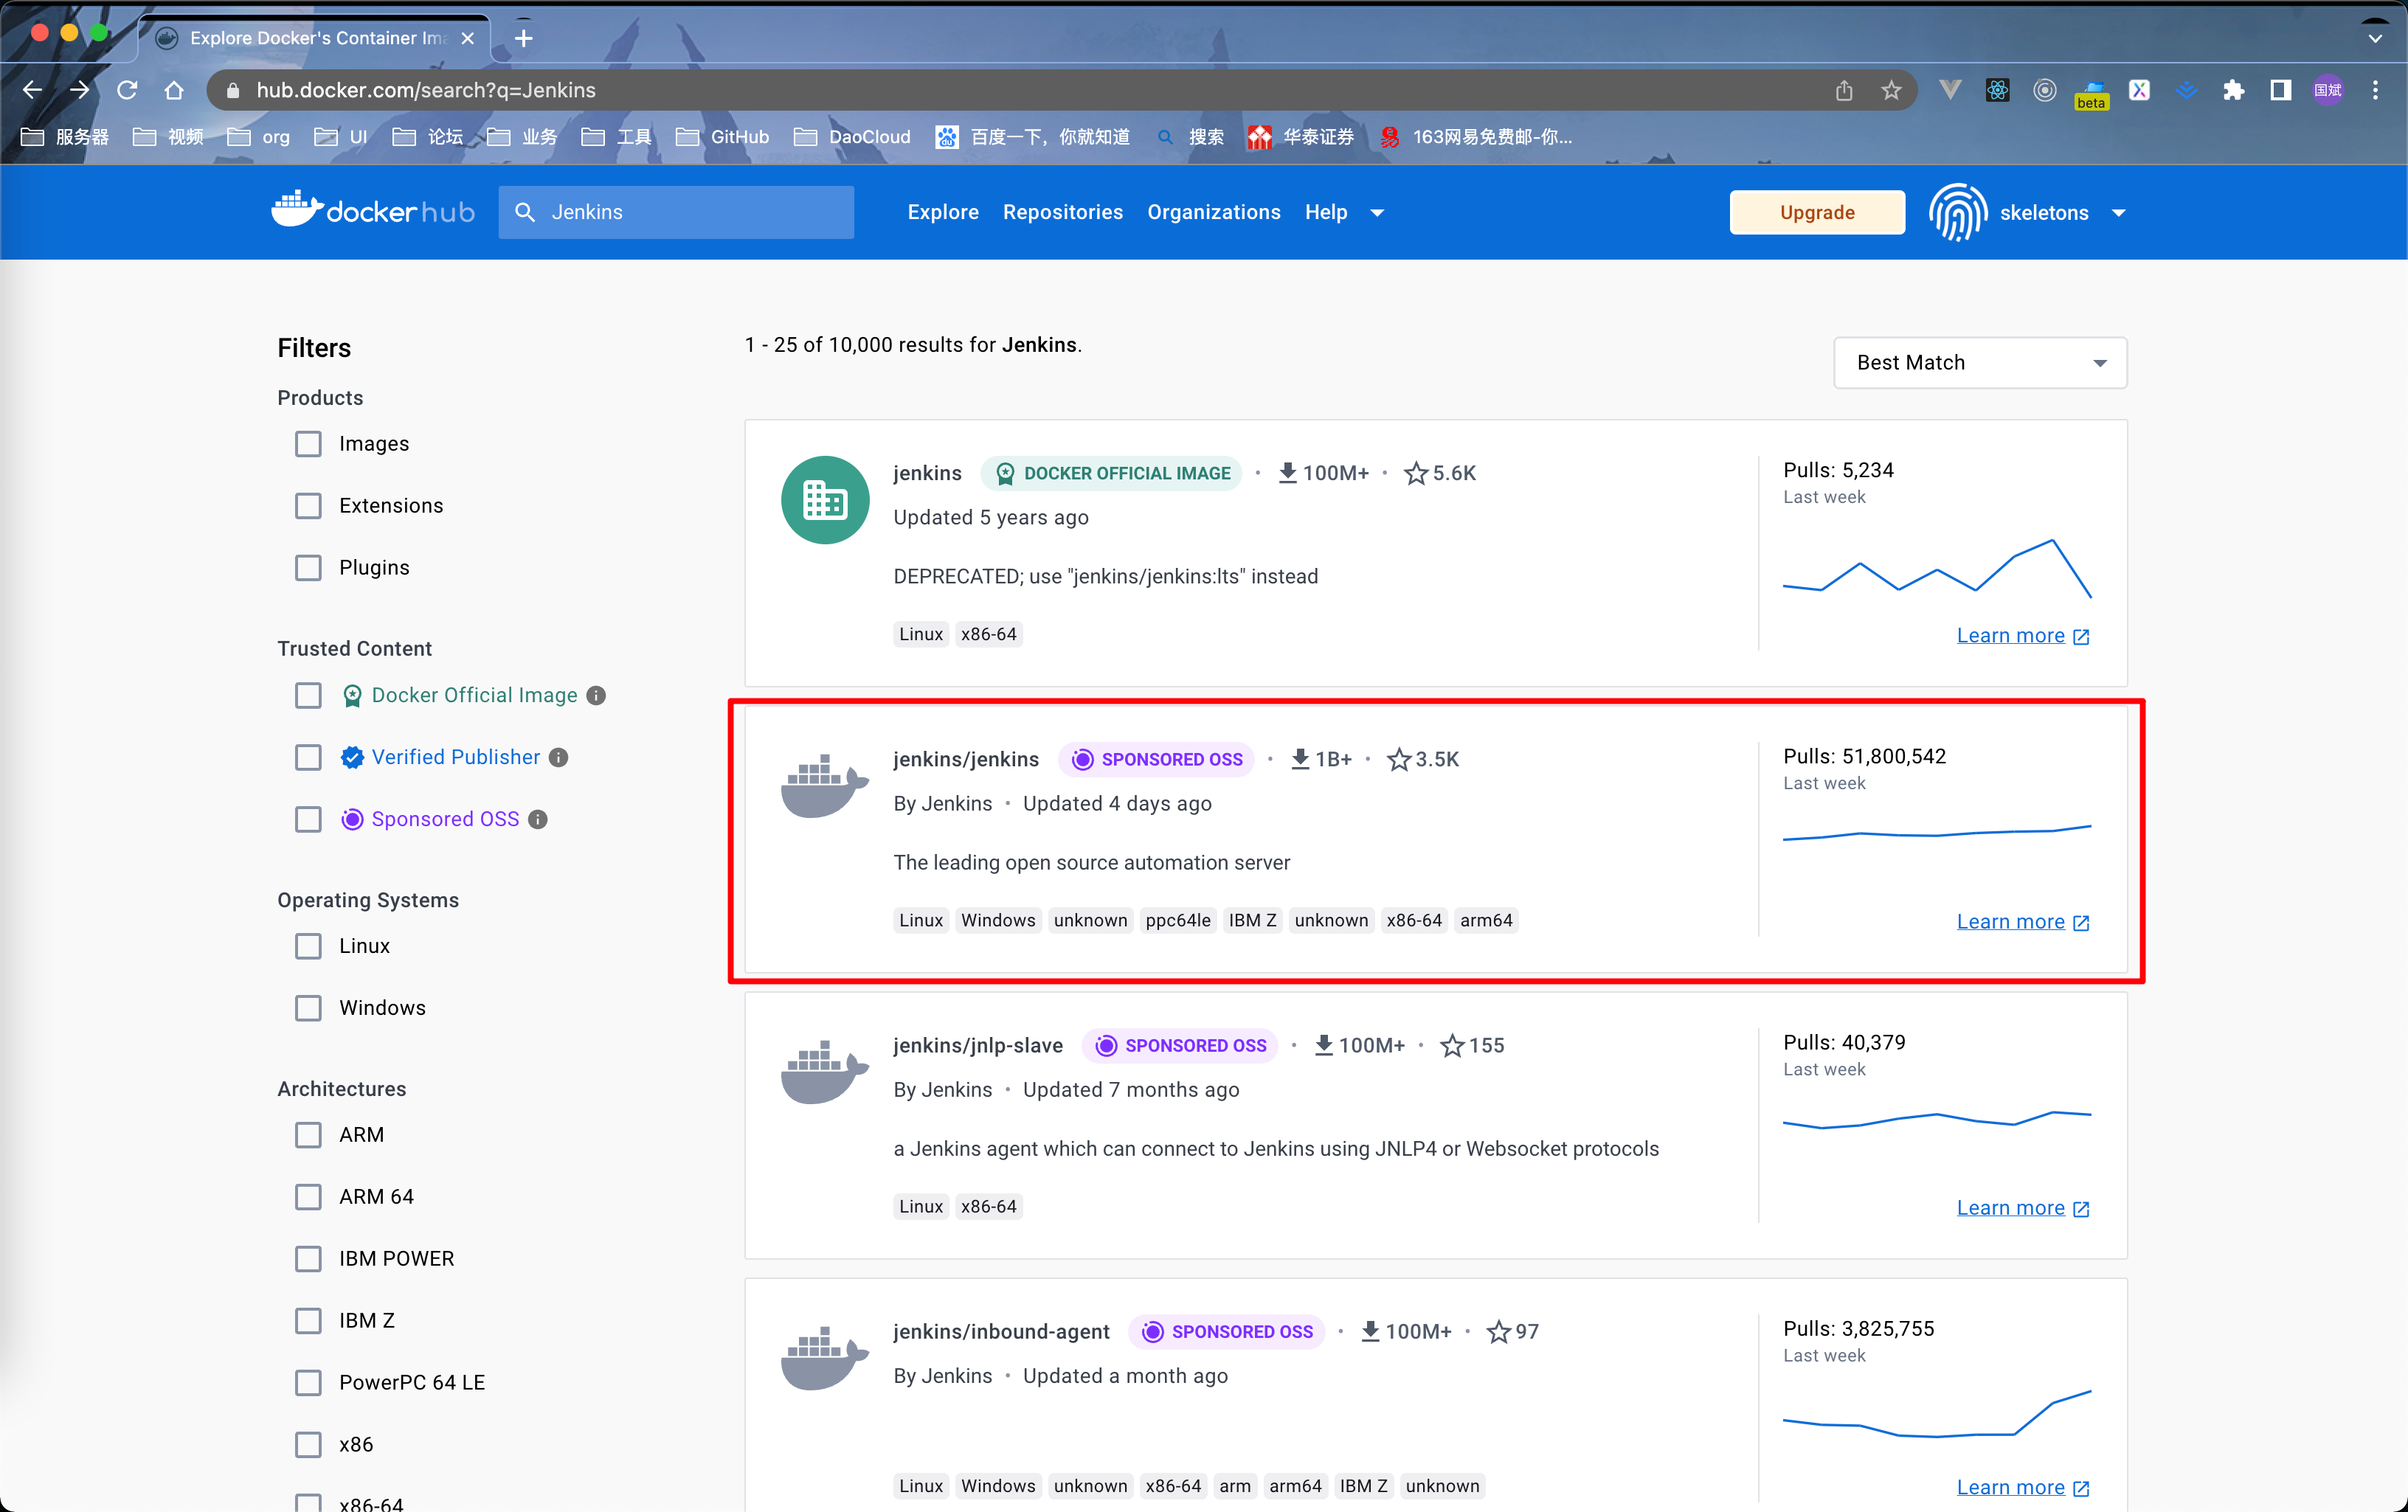 Explore Docker's Container Ima
hub.docker.com/search?q=Jenkins
beta
国斌
服务器 视频 org UI 论坛 业务 工具 GitHub DaoCloud 百度一下，你就知道 搜索 华泰证券 163网易免费邮-你...
docker hub Jenkins Explore Repositories Organizations Help Upgrade skeletons
Filters
Products
Images
Extensions
Plugins
Trusted Content
Docker Official Image
Verified Publisher
Sponsored OSS
Operating Systems
Linux
Windows
Architectures
ARM
ARM 64
IBM POWER
IBM Z
PowerPC 64 LE
x86
x86-64
1 - 25 of 10,000 results for Jenkins.
Best Match
jenkins DOCKER OFFICIAL IMAGE • 100M+ • 5.6K
Updated 5 years ago
DEPRECATED; use "jenkins/jenkins:lts" instead
Linux x86-64
Pulls: 5,234
Last week
Learn more
jenkins/jenkins SPONSORED OSS • 1B+ • 3.5K
By Jenkins • Updated 4 days ago
The leading open source automation server
Linux Windows unknown ppc64le IBM Z unknown x86-64 arm64
Pulls: 51,800,542
Last week
Learn more
jenkins/jnlp-slave SPONSORED OSS • 100M+ • 155
By Jenkins • Updated 7 months ago
a Jenkins agent which can connect to Jenkins using JNLP4 or Websocket protocols
Linux x86-64
Pulls: 40,379
Last week
Learn more
jenkins/inbound-agent SPONSORED OSS • 100M+ • 97
By Jenkins • Updated a month ago
Linux Windows unknown x86-64 arm arm64 IBM Z unknown
Pulls: 3,825,755
Last week
Learn more